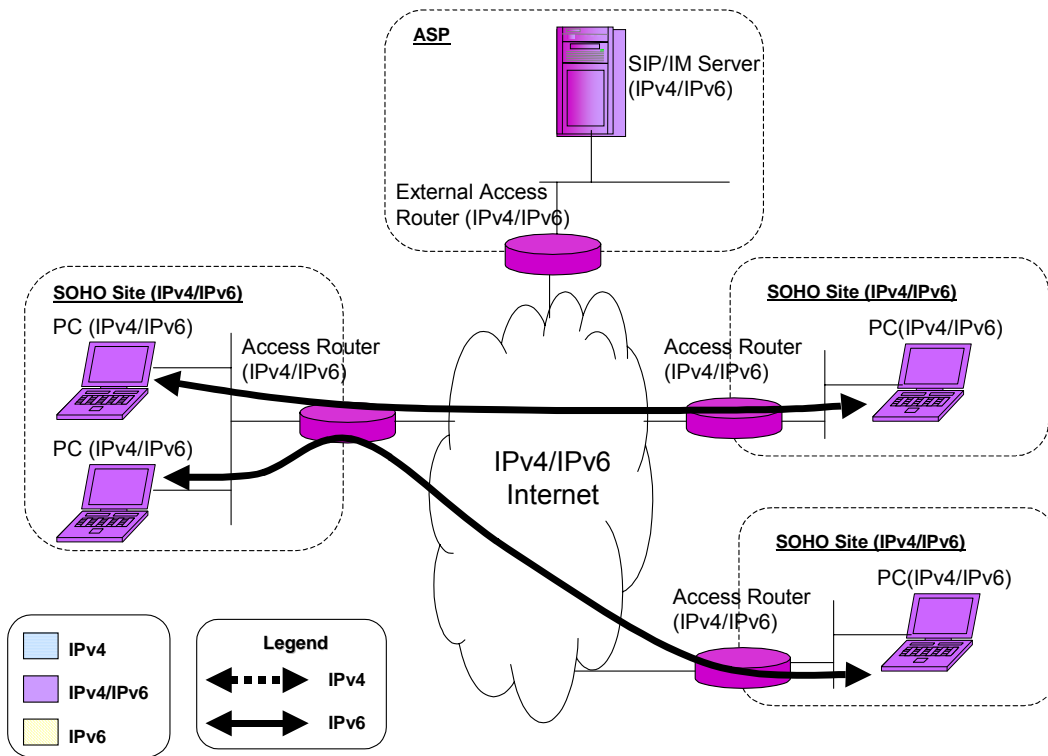 ASP
SIP/IM Server
(IPv4/IPv6)
External Access
Router (IPv4/IPv6)
SOHO Site (IPv4/IPv6)
PC (IPv4/IPv6)
Access Router
(IPv4/IPv6)
PC (IPv4/IPv6)
SOHO Site (IPv4/IPv6)
PC(IPv4/IPv6)
Access Router
(IPv4/IPv6)
IPv4/IPv6
Internet
SOHO Site (IPv4/IPv6)
PC(IPv4/IPv6)
Access Router
(IPv4/IPv6)
IPv4
IPv4/IPv6
IPv6
Legend
IPv4
IPv6